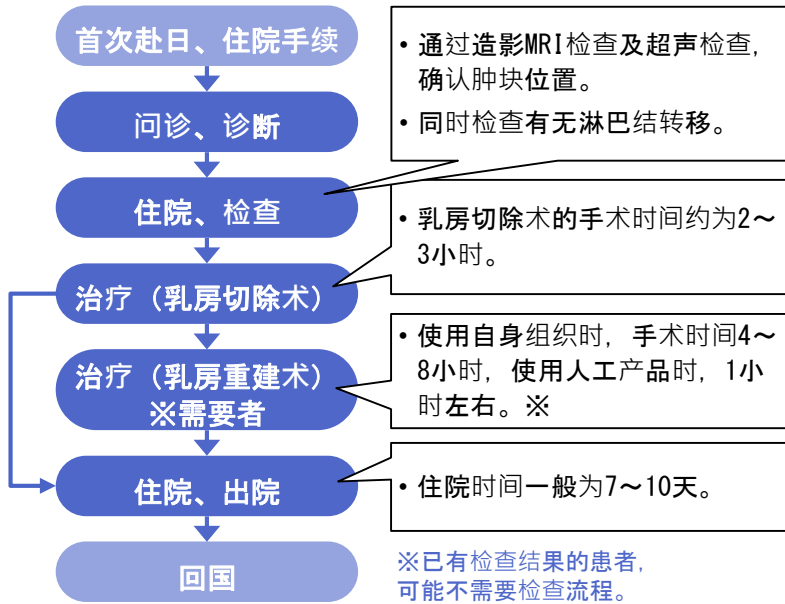 首次赴日、住院手续
问诊、诊断
住院、检查
治疗（乳房切除术）
治疗（乳房重建术）
※需要者
住院、出院
回国
• 通过造影MRI检查及超声检查，
确认肿块位置。
• 同时检查有无淋巴结转移。
• 乳房切除术的手术时间约为2～
3小时。
• 使用自身组织时，手术时间4～
8小时，使用人工产品时，1小
时左右。※
• 住院时间一般为7～10天。
※已有检查结果的患者，
可能不需要检查流程。